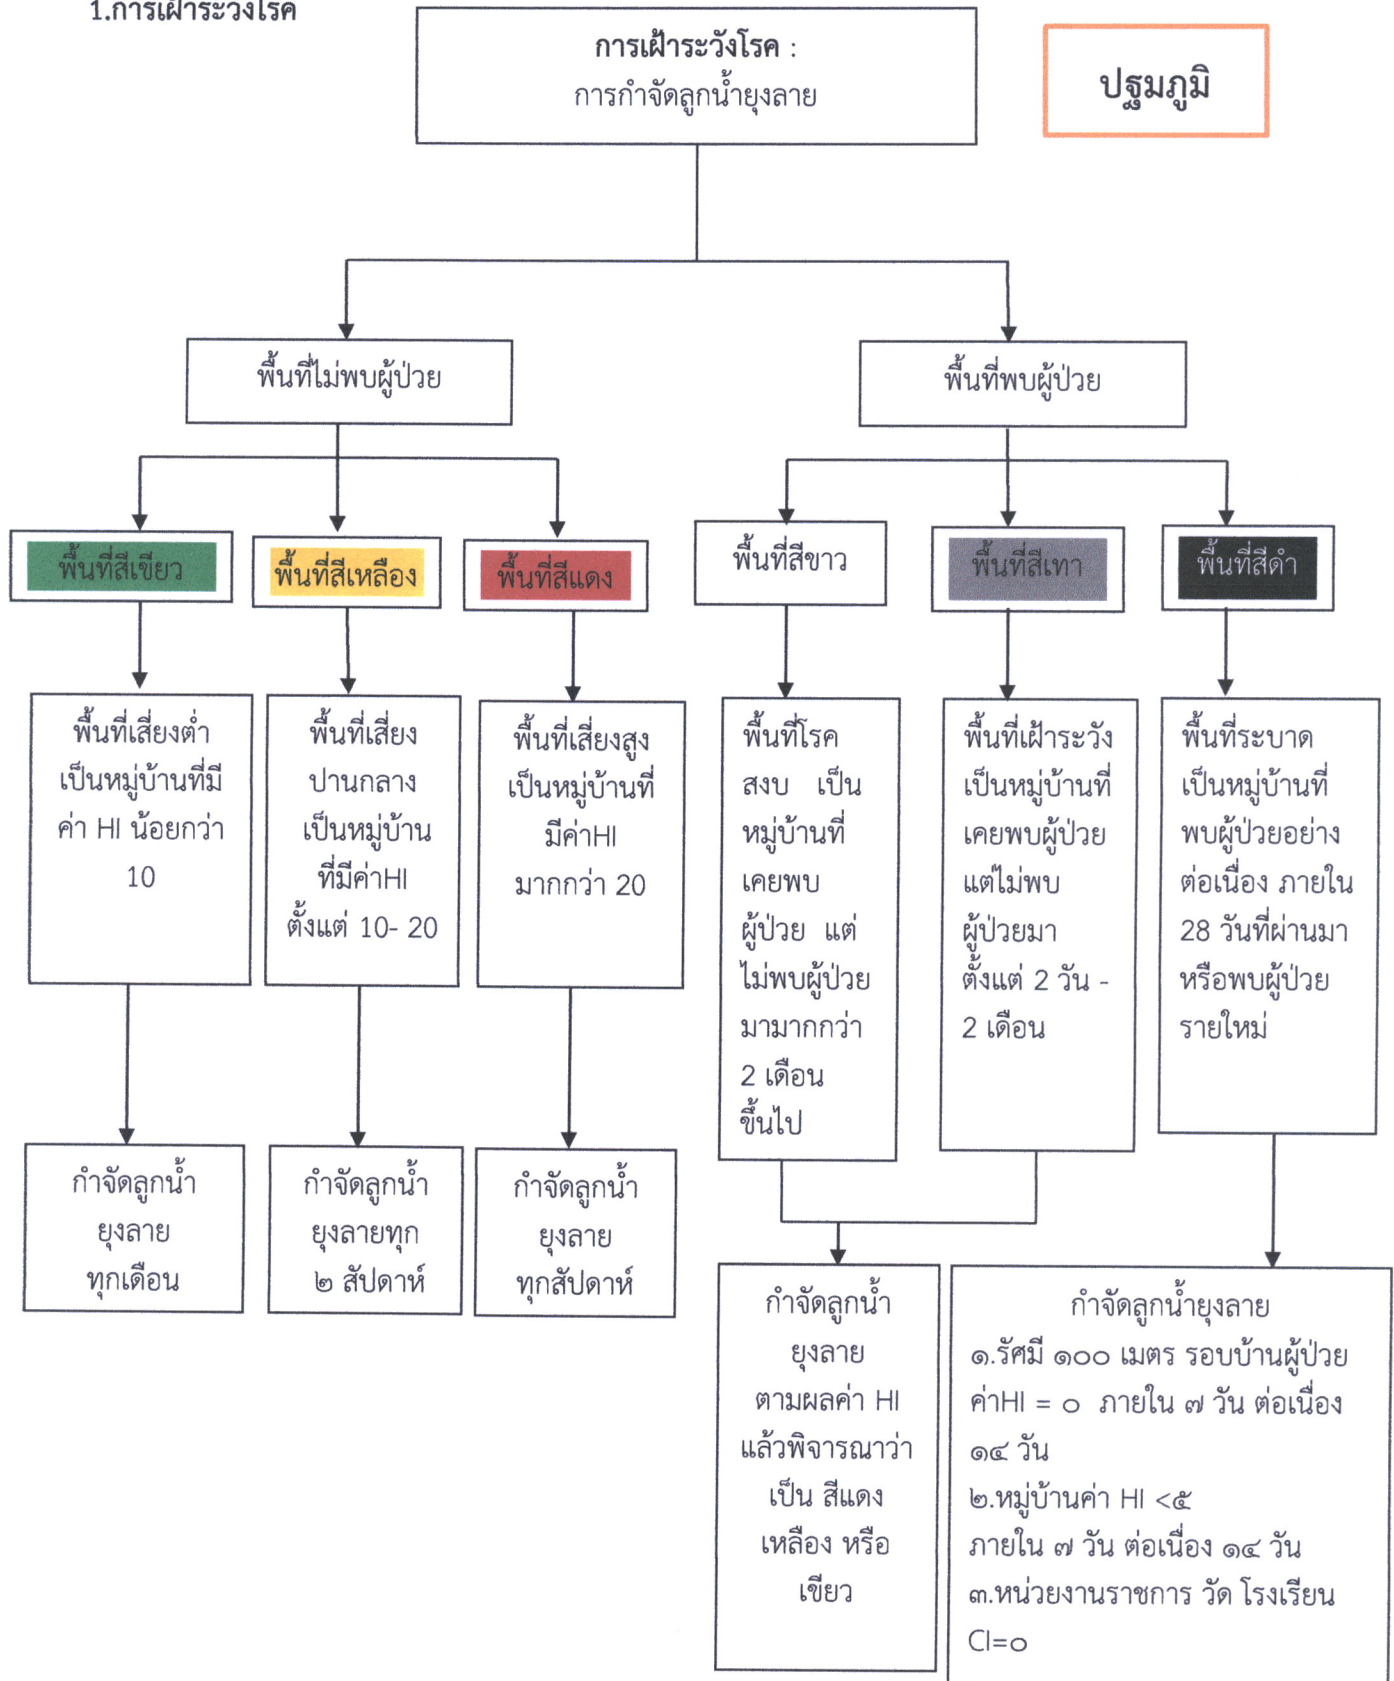 1.การเฝ้าระวังโรค
การเฝ้าระวังโรค :
การกำจัดลูกน้ำยุงลาย
ปฐมภูมิ
พื้นที่ไม่พบผู้ป่วย
พื้นที่พบผู้ป่วย
พื้นที่สีเขียว
พื้นที่สีเหลือง
พื้นที่สีแดง
พื้นที่สีขาว
พื้นที่สีเทา
พื้นที่สีดำ
พื้นที่เสี่ยงต่ำ
เป็นหมู่บ้านที่มี
ค่า HI น้อยกว่า
10
พื้นที่เสี่ยง
ปานกลาง
เป็นหมู่บ้าน
ที่มีค่าHI
ตั้งแต่ 10- 20
พื้นที่เสี่ยงสูง
เป็นหมู่บ้านที่
มีค่าHI
มากกว่า 20
พื้นที่โรค
สงบ เป็น
หมู่บ้านที่
เคยพบ
ผู้ป่วย แต่
ไม่พบผู้ป่วย
มามากกว่า
2 เดือน
ขึ้นไป
พื้นที่เฝ้าระวัง
เป็นหมู่บ้านที่
เคยพบผู้ป่วย
แต่ไม่พบ
ผู้ป่วยมา
ตั้งแต่ 2 วัน -
2 เดือน
พื้นที่ระบาด
เป็นหมู่บ้านที่
พบผู้ป่วยอย่าง
ต่อเนื่อง ภายใน
28 วันที่ผ่านมา
หรือพบผู้ป่วย
รายใหม่
กำจัดลูกน้ำ
ยุงลาย
ทุกเดือน
กำจัดลูกน้ำ
ยุงลายทุก
๒ สัปดาห์
กำจัดลูกน้ำ
ยุงลาย
ทุกสัปดาห์
กำจัดลูกน้ำ
ยุงลาย
ตามผลค่า HI
แล้วพิจารณาว่า
เป็น สีแดง
เหลือง หรือ
เขียว
กำจัดลูกน้ำยุงลาย
๑.รัศมี ๑๐๐ เมตร รอบบ้านผู้ป่วย
ค่าHI = ๐ ภายใน ๗ วัน ต่อเนื่อง
๑๔ วัน
๒.หมู่บ้านค่า HI <๕
ภายใน ๗ วัน ต่อเนื่อง ๑๔ วัน
๓.หน่วยงานราชการ วัด โรงเรียน
CI=๐